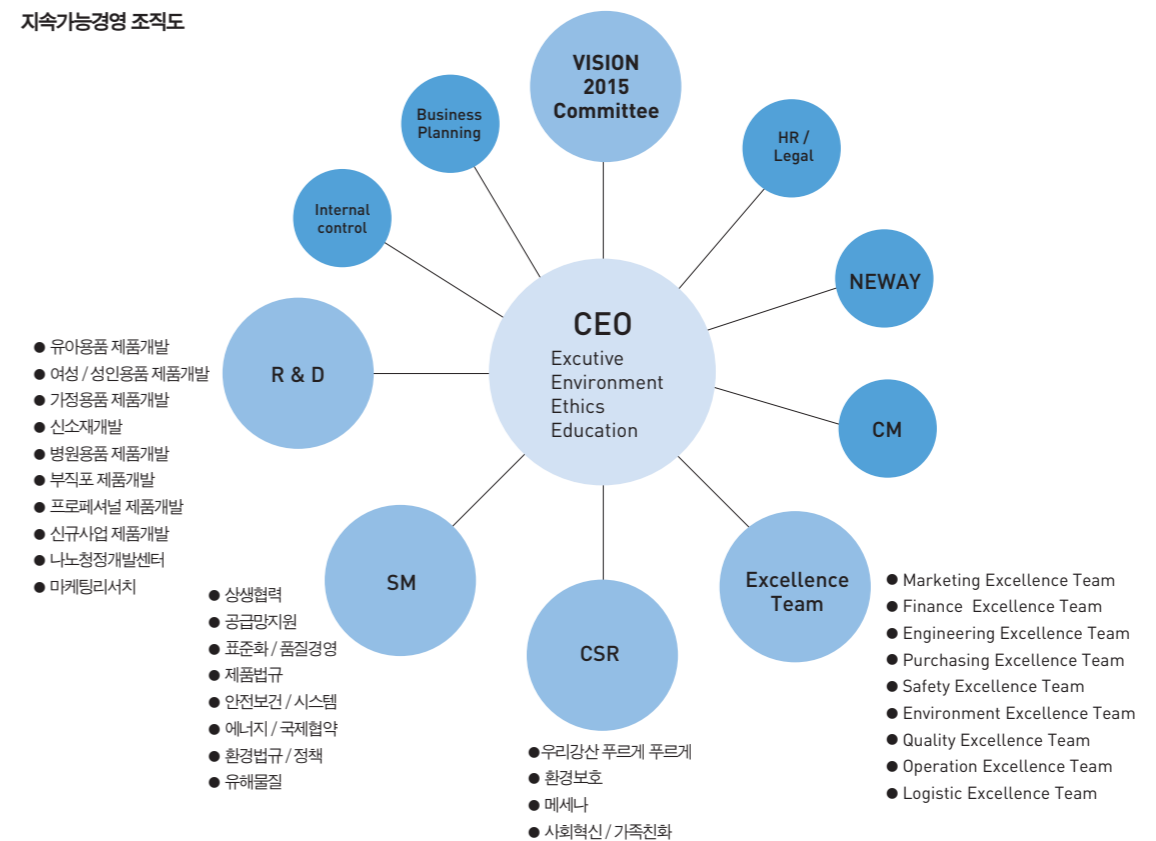 지속가능경영 조직도
VISION
2015
Committee
Business
Planning
HR /
Legal
Internal
control
NEWAY
CEO
Excutive
Environment
Ethics
Education
R & D
● 유아용품 제품개발
● 여성 / 성인용품 제품개발
● 가정용품 제품개발
● 신소재개발
● 병원용품 제품개발
● 부직포 제품개발
● 프로페셔널 제품개발
● 신규사업 제품개발
● 나노청정개발센터
● 마케팅리서치
CM
SM
● 상생협력
● 공급망지원
● 표준화 / 품질경영
● 제품법규
● 안전보건 / 시스템
● 에너지 / 국제협약
● 환경법규 / 정책
● 유해물질
CSR
●우리강산 푸르게 푸르게
● 환경보호
● 메세나
● 사회혁신 / 가족친화
Excellence
Team
● Marketing Excellence Team
● Finance Excellence Team
● Engineering Excellence Team
● Purchasing Excellence Team
● Safety Excellence Team
● Environment Excellence Team
● Quality Excellence Team
● Operation Excellence Team
● Logistic Excellence Team